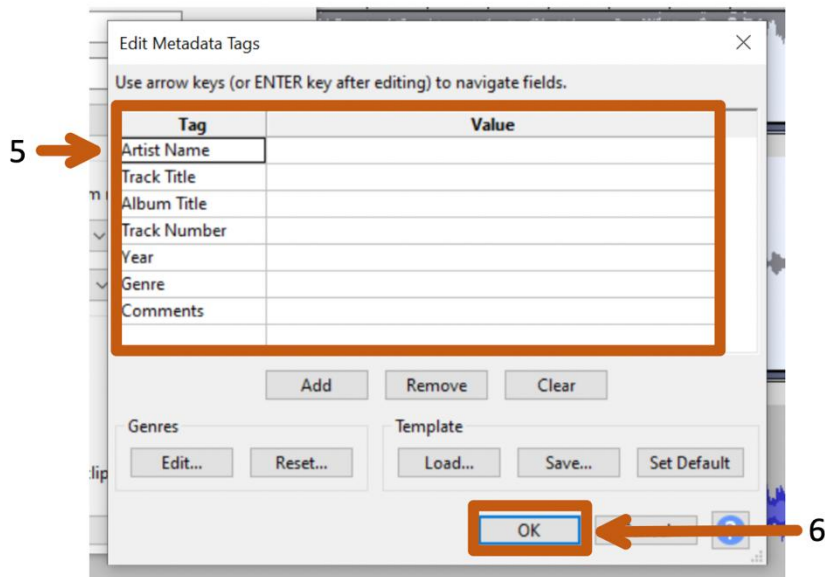 Edit Metadata Tags
Use arrow keys (or ENTER key after editing) to navigate fields.
Tag Value
5
Artist Name
Track Title
Album Title
Track Number
Year
Genre
Comments
Add Remove Clear
Genres Template
Edit... Reset... Load... Save... Set Default
OK
6